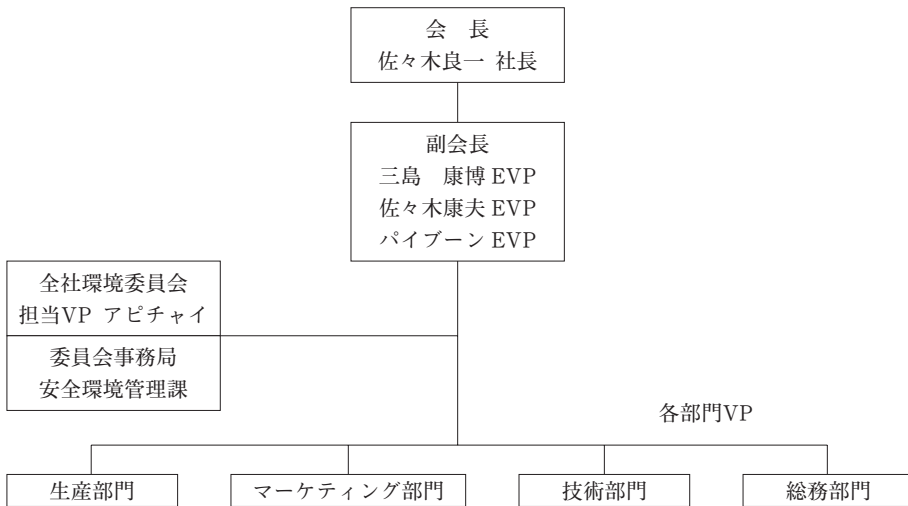 会 長
佐々木良一 社長
副会長
三島 康博 EVP
佐々木康夫 EVP
パイブーン EVP
全社環境委員会
担当VP アピチャイ
委員会事務局
安全環境管理課
各部門VP
生産部門
マーケティング部門
技術部門
総務部門